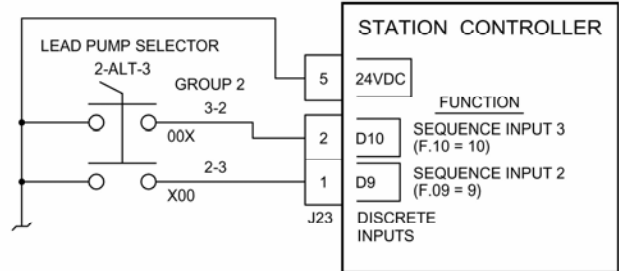 STATION CONTROLLER
LEAD PUMP SELECTOR
2-ALT-3
GROUP 2
5
24VDC
FUNCTION
3-2
00X
2
D10
SEQUENCE INPUT 3
(F.10 = 10)
2-3
X00
1
D9
SEQUENCE INPUT 2
(F.09 = 9)
J23
DISCRETE
INPUTS